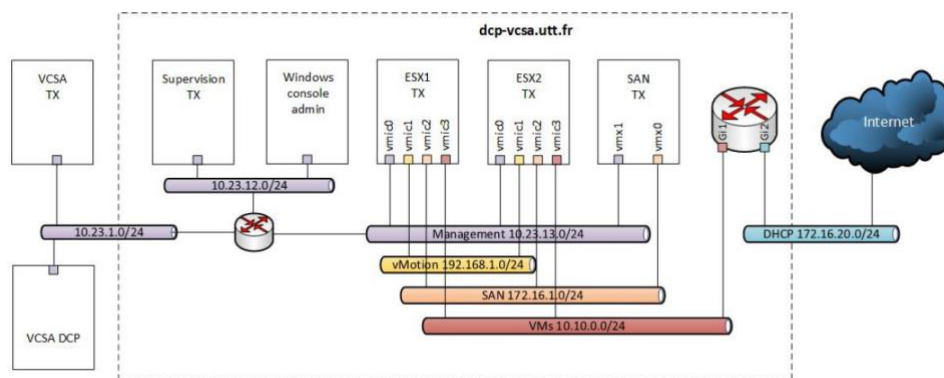 dcp-vcsa.utt.fr
VCSA
TX
Supervision
TX
Windows
console
admin
ESX1
TX
vmic0
vmic1
vmic2
vmic3
ESX2
TX
vmic0
vmic1
vmic2
vmic3
SAN
TX
vmx1
vmx0
Gi1
Gi2
Internet
10.23.12.0/24
10.23.1.0/24
Management 10.23.13.0/24
DHCP 172.16.20.0/24
vMotion 192.168.1.0/24
SAN 172.16.1.0/24
VMs 10.10.0.0/24
VCSA DCP